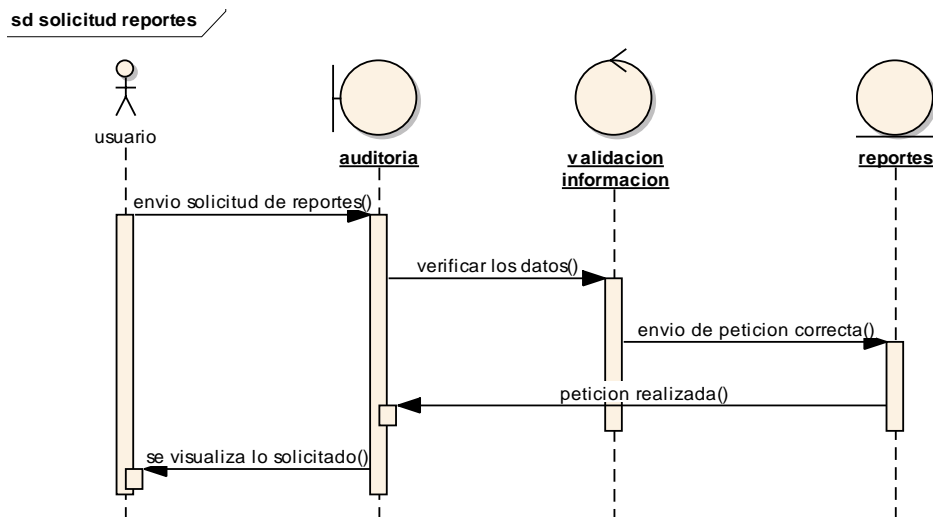 sd solicitud reportes
usuario
auditoria
validacion
informacion
reportes
envio solicitud de reportes()
verificar los datos()
envio de peticion correcta()
peticion realizada()
se visualiza lo solicitado()